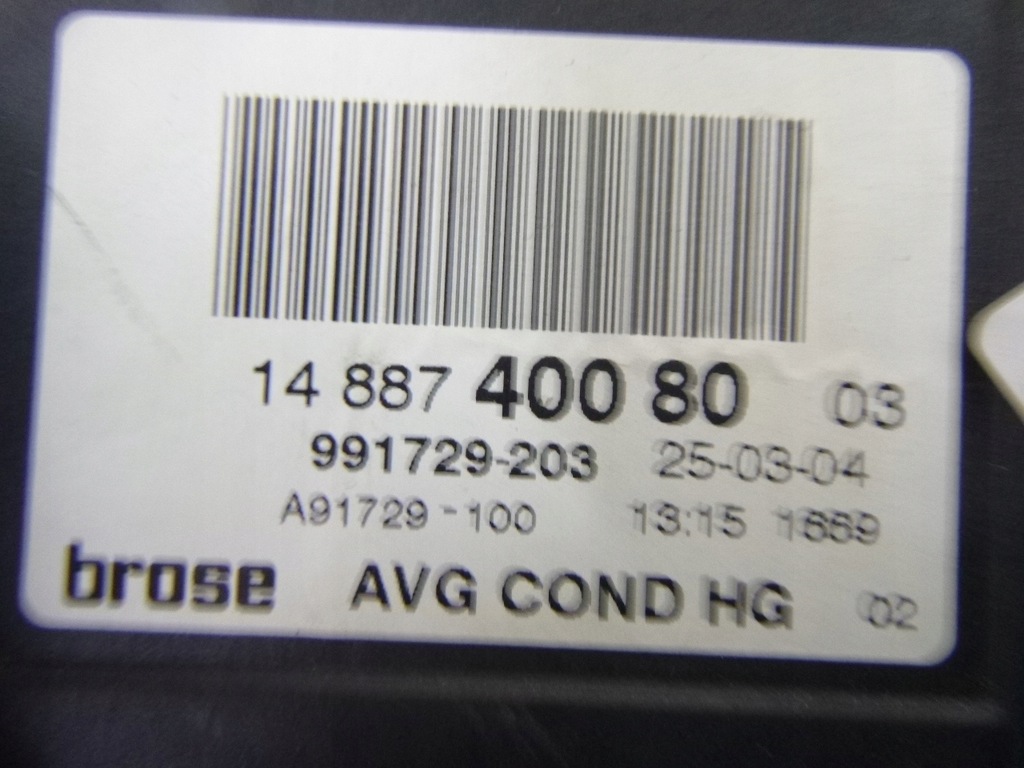 14 887 400 80 03
991729-203 25-03-04
A91729 - 100 13:15 1669
brose AVG COND HG 02